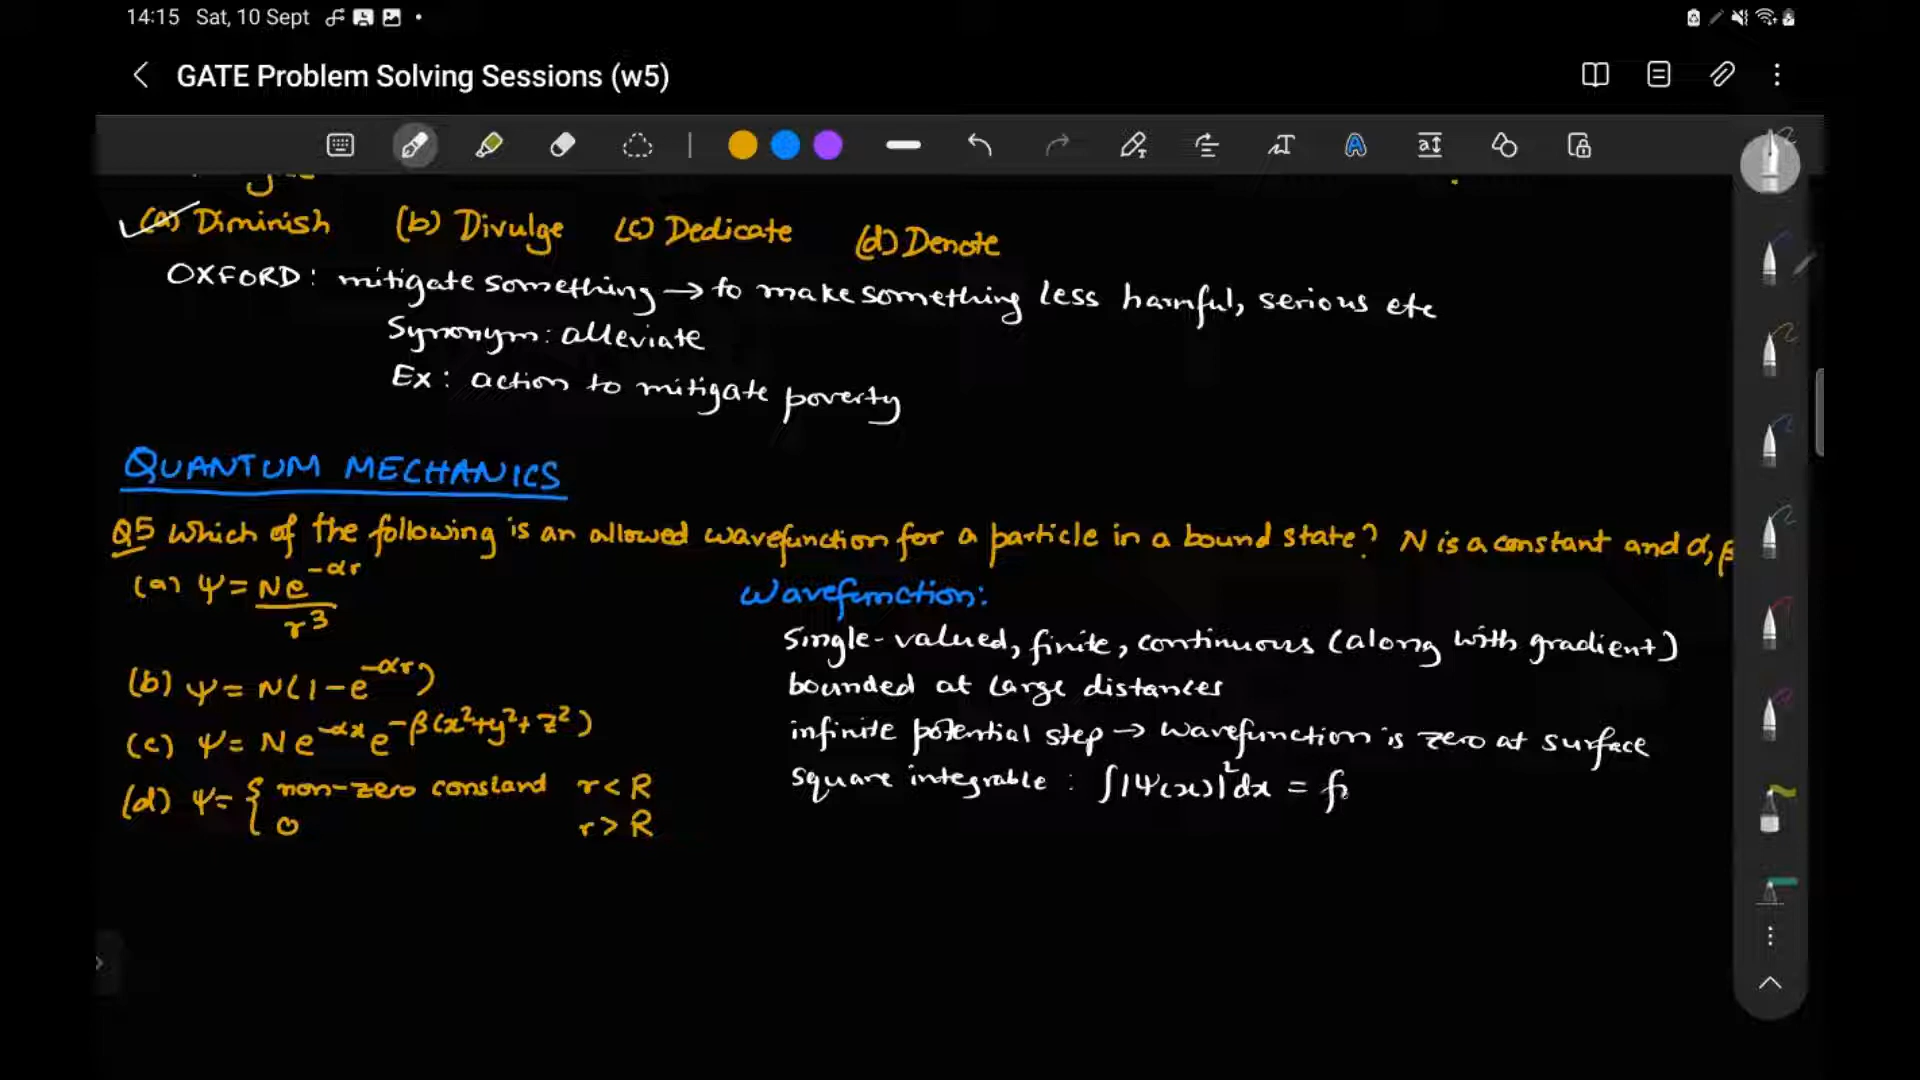 14:15 Sat, 10 Sept
GATE Problem Solving Sessions (w5)
(a) Diminish (b) Divulge (c) Dedicate (d) Denote
OXFORD: mitigate something → to make something less harmful, serious etc
Synonym: alleviate
Ex: action to mitigate poverty
QUANTUM MECHANICS
Q5 Which of the following is an allowed wavefunction for a particle in a bound state? N is a constant and α, β
(a) Ψ = Ne^-αr / r^3
(b) Ψ = N(1-e^-αr)
(c) Ψ = Ne^-αx e^-β(x²+y²+z²)
(d) Ψ = { non-zero constand r < R
0 r > R
Wavefunction:
Single-valued, finite, continuous (along with gradient)
bounded at large distances
infinite potential step → wavefunction is zero at surface
square integrable : ∫|Ψ(x)|²dx = fi